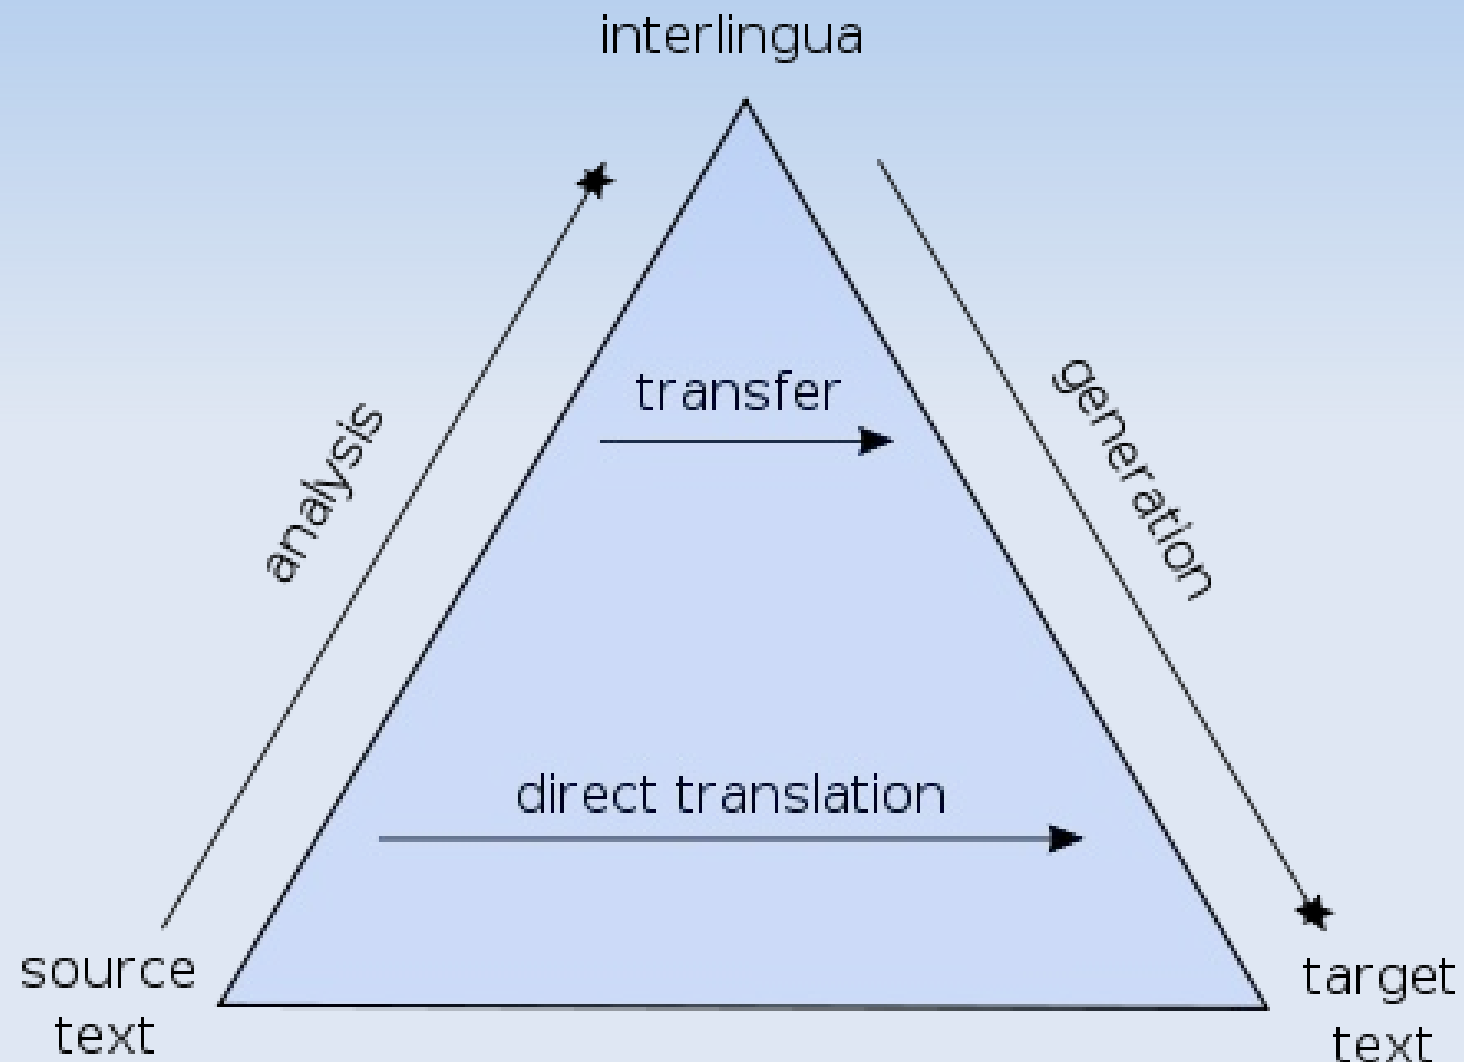 interlingua
transfer
analysis
generation
direct translation
source
text
target
text